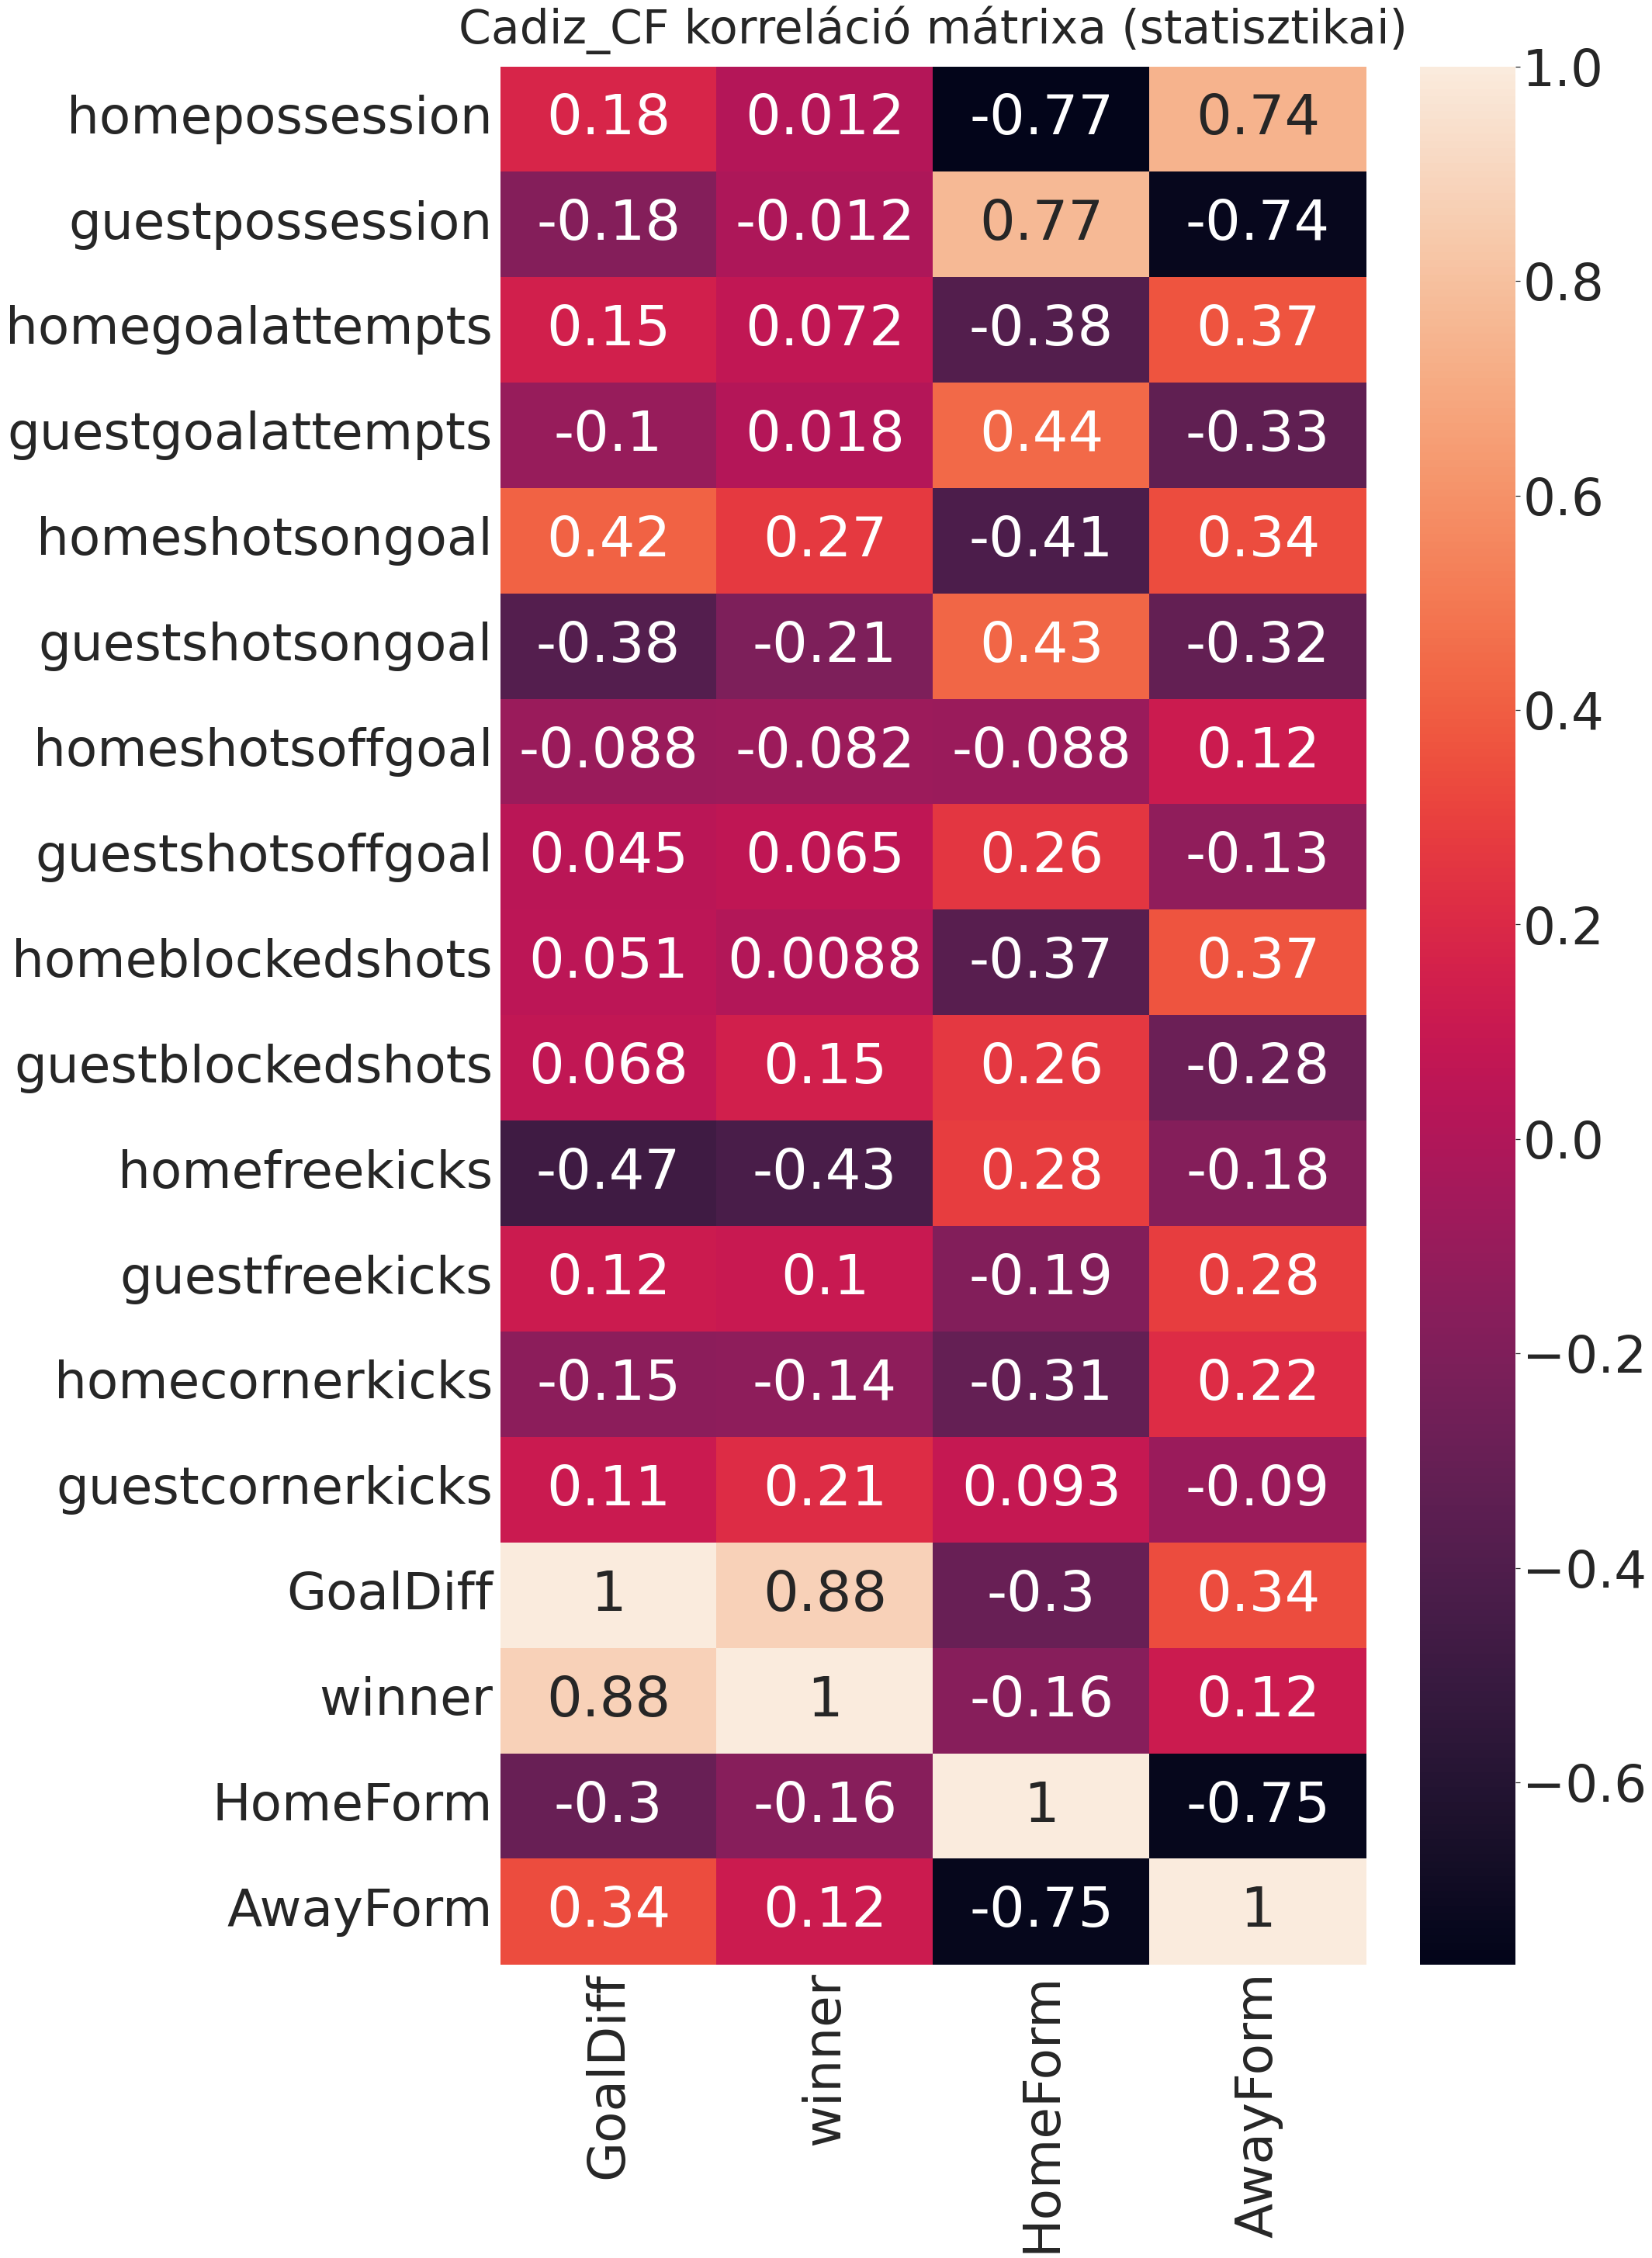 Cadiz_CF korreláció mátrixa (statisztikai)
homepossession 0.18 0.012 -0.77 0.74
guestpossession -0.18 -0.012 0.77 -0.74
homegoalattempts 0.15 0.072 -0.38 0.37
guestgoalattempts -0.1 0.018 0.44 -0.33
homeshotsongoal 0.42 0.27 -0.41 0.34
guestshotsongoal -0.38 -0.21 0.43 -0.32
homeshotsoffgoal -0.088 -0.082 -0.088 0.12
guestshotsoffgoal 0.045 0.065 0.26 -0.13
homeblockedshots 0.051 0.0088 -0.37 0.37
guestblockedshots 0.068 0.15 0.26 -0.28
homefreekicks -0.47 -0.43 0.28 -0.18
guestfreekicks 0.12 0.1 -0.19 0.28
homecornerkicks -0.15 -0.14 -0.31 0.22
guestcornerkicks 0.11 0.21 0.093 -0.09
GoalDiff 1 0.88 -0.3 0.34
winner 0.88 1 -0.16 0.12
HomeForm -0.3 -0.16 1 -0.75
AwayForm 0.34 0.12 -0.75 1
GoalDiff winner HomeForm AwayForm
1.0
0.8
0.6
0.4
0.2
0.0
−0.2
−0.4
−0.6